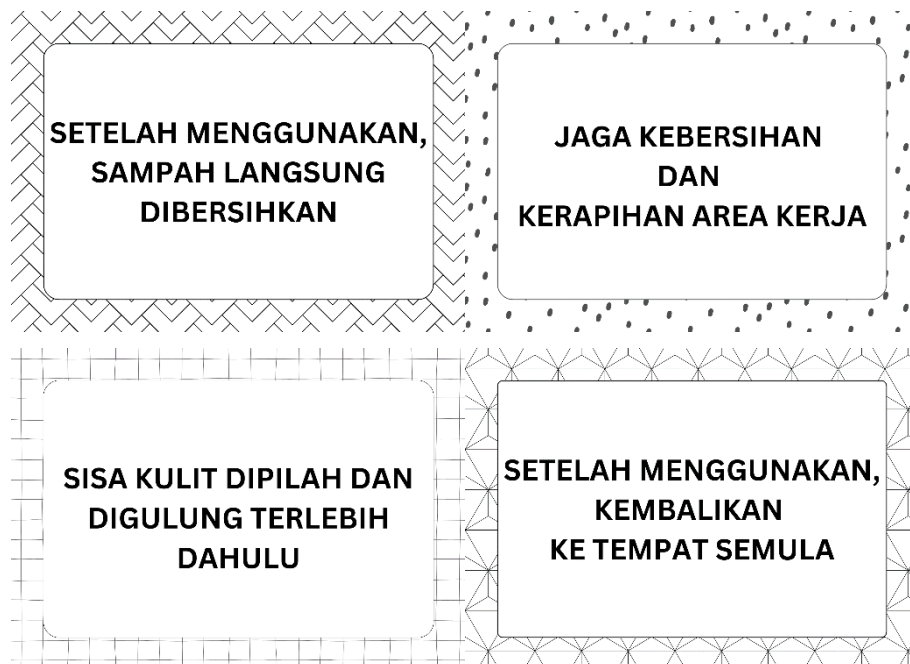 SETELAH MENGGUNAKAN,
SAMPAH LANGSUNG
DIBERSIHKAN
JAGA KEBERSIHAN
DAN
KERAPIHAN AREA KERJA
SISA KULIT DIPILAH DAN
DIGULUNG TERLEBIH
DAHULU
SETELAH MENGGUNAKAN,
KEMBALIKAN
KE TEMPAT SEMULA